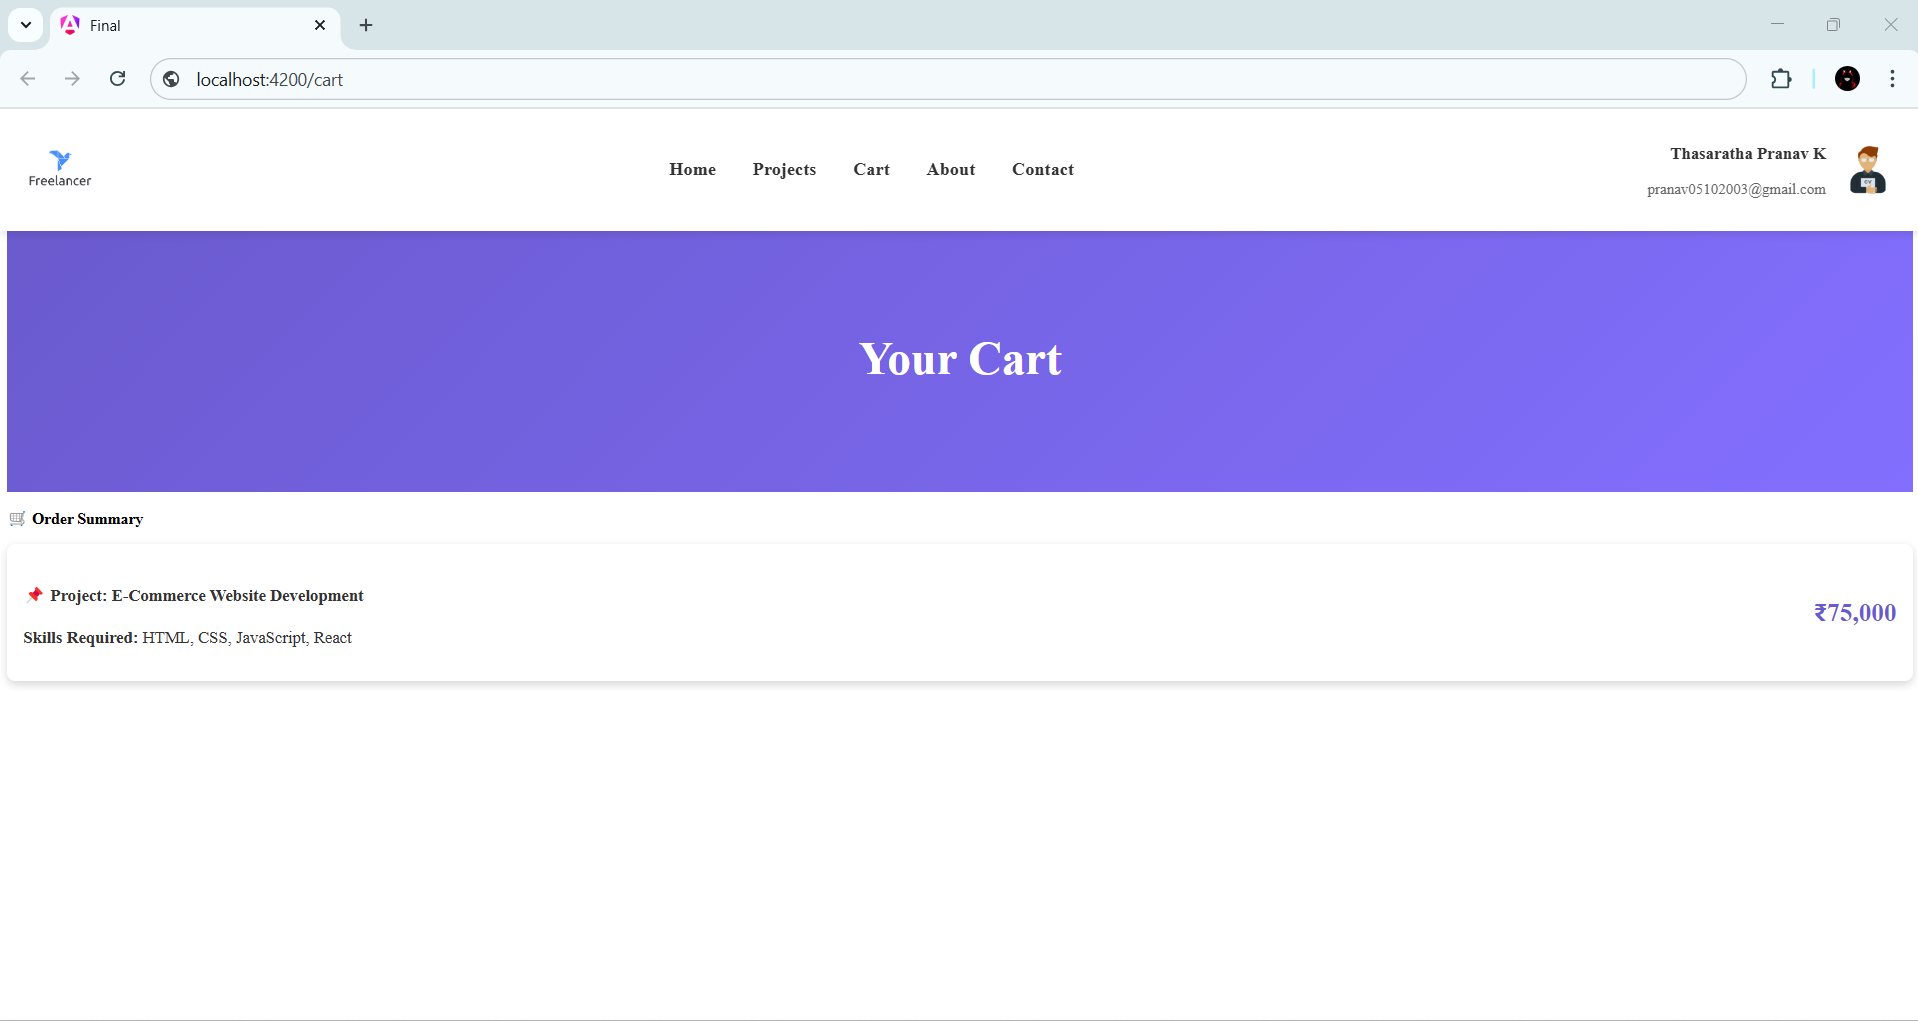 Final
localhost:4200/cart
Freelancer
Home Projects Cart About Contact
Thasaratha Pranav K
pranav05102003@gmail.com
Your Cart
🛒 Order Summary
📌 Project: E-Commerce Website Development
Skills Required: HTML, CSS, JavaScript, React
₹75,000